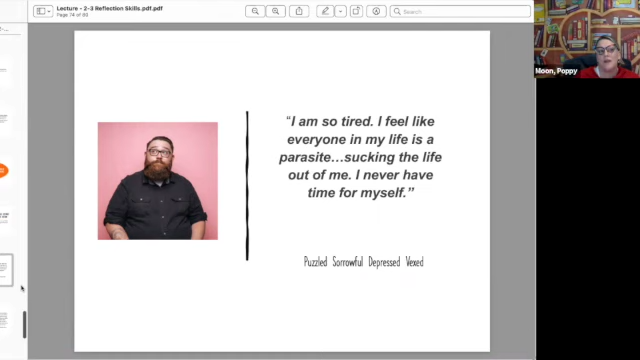 Lecture - 2-3 Reflection Skills.pdf.pdf
Page 74 of 80
Search
Moon, Poppy
"I am so tired. I feel like
everyone in my life is a
parasite...sucking the life
out of me. I never have
time for myself."
Puzzled Sorrowful Depressed Vexed